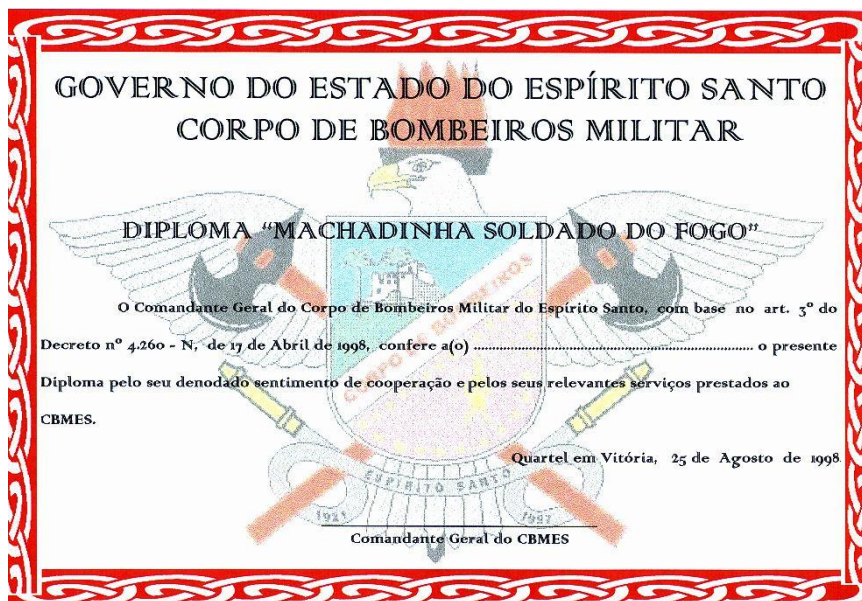 GOVERNO DO ESTADO DO ESPÍRITO SANTO
CORPO DE BOMBEIROS MILITAR
DIPLOMA "MACHADINHA SOLDADO DO FOGO"
CORPO DE BOMBEIROS
O Comandante Geral do Corpo de Bombeiros Militar do Espírito Santo, com base no art. 3º do
Decreto nº 4.260 - N, de 17 de Abril de 1998, confere a(o) ........................................................................ o presente
Diploma pelo seu denodado sentimento de cooperação e pelos seus relevantes serviços prestados ao
CBMES.
Quartel em Vitória, 25 de Agosto de 1998
ESPIRITO SANTO
1921
1997
Comandante Geral do CBMES